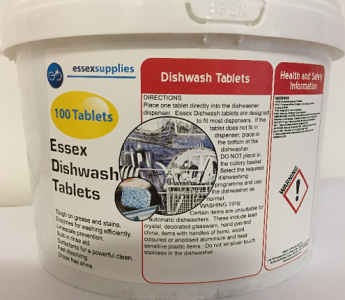 OPEN
essexsupplies
100 Tablets
Essex
Dishwash
Tablets
Tough on grease and stains.
Enzymes for washing efficiently.
Limescale prevention.
Built-in rinse aid.
Surfactants for a powerful clean.
Fast-dissolving
Streak free shine
Dishwash Tablets
DIRECTIONS
Place one tablet directly into the dishwasher
dispenser. Essex Dishwash tablets are designed
to fit most dispensers. If the
tablet does not fit in
dispenser, place in
the bottom of the
dishwasher.
DO NOT place in
the cutlery basket.
Select the required
dishwashing
programme and use
the dishwasher as
normal.
WASHING TIPS:
Certain items are unsuitable for
automatic dishwashers. These include lead
crystal, decorated glassware, hand painted
china, items with handles of bone, wood,
coloured or anodised aluminium and heat
sensitive plastic items. Do not let silver touch
stainless in the dishwasher.
Health and Safety
Information
WARNING!